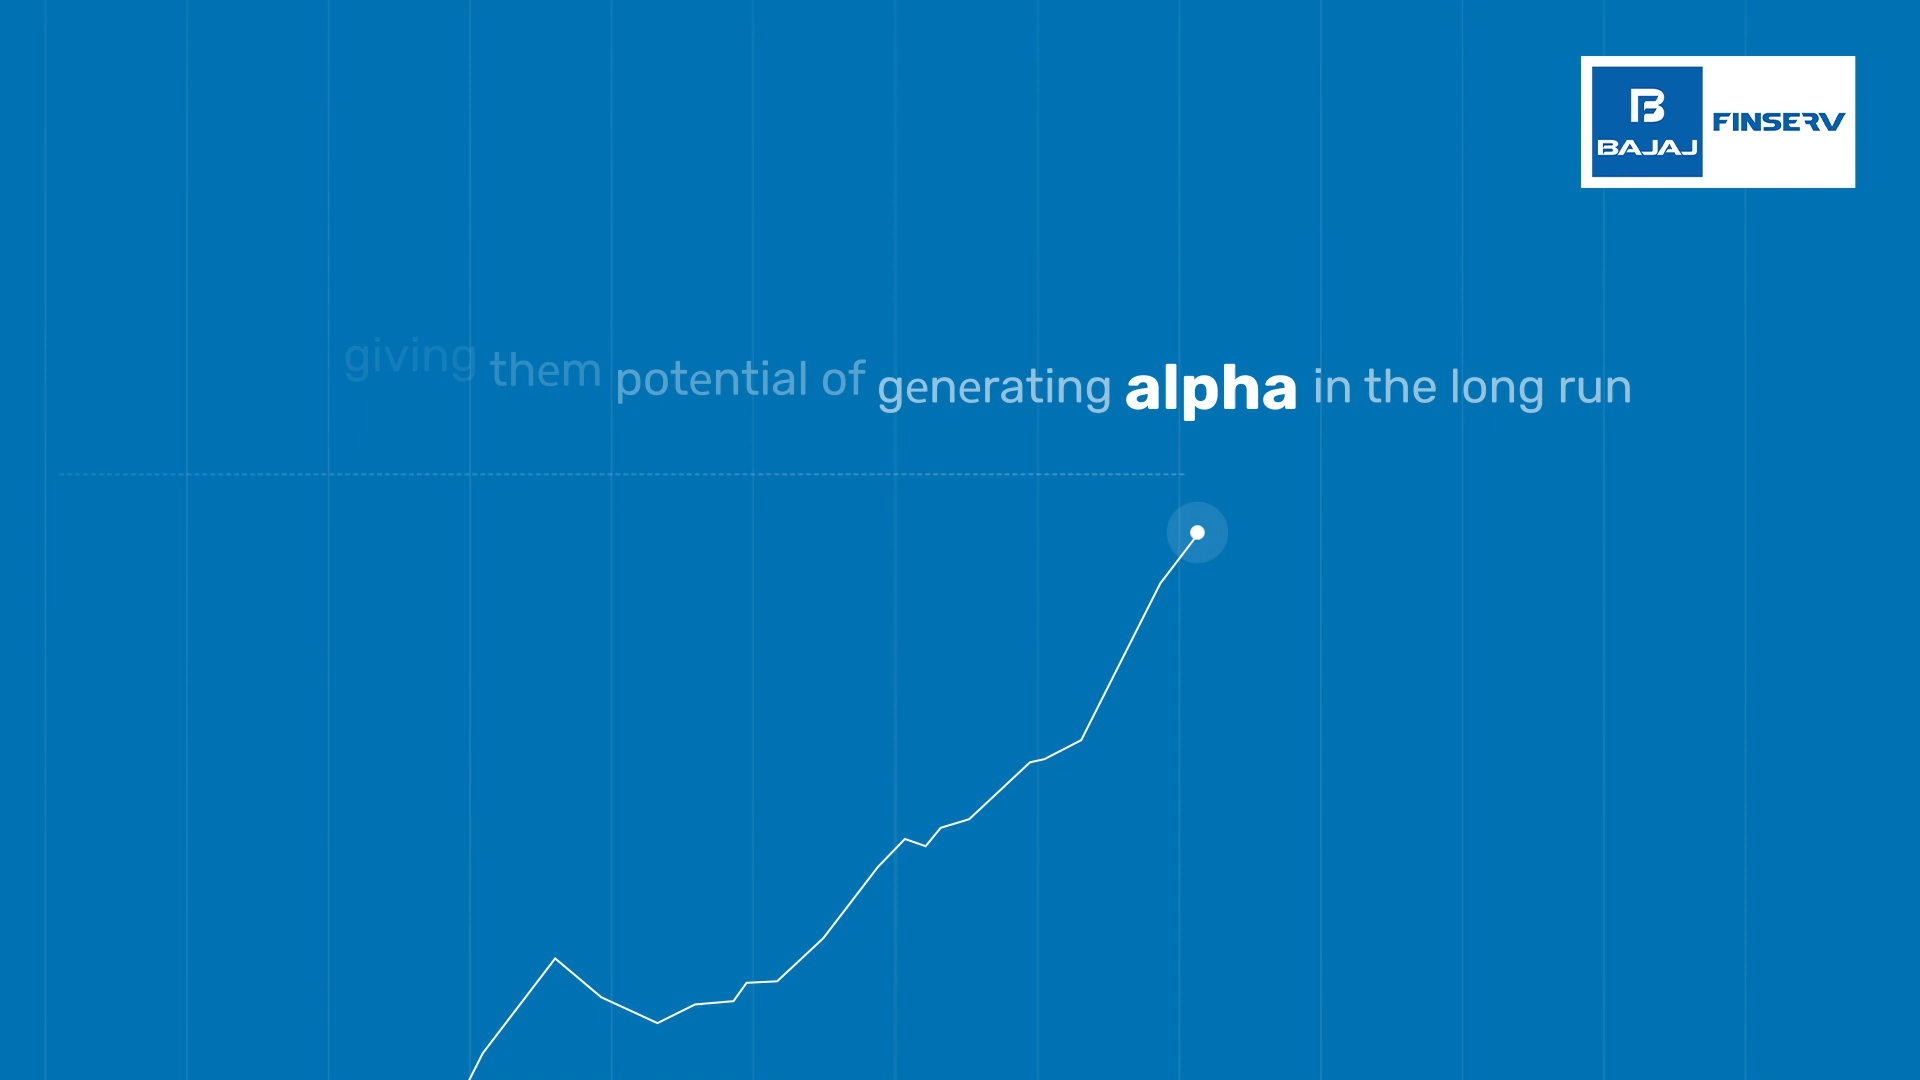 BAJAJ
FINSERV
giving them potential of generating alpha in the long run